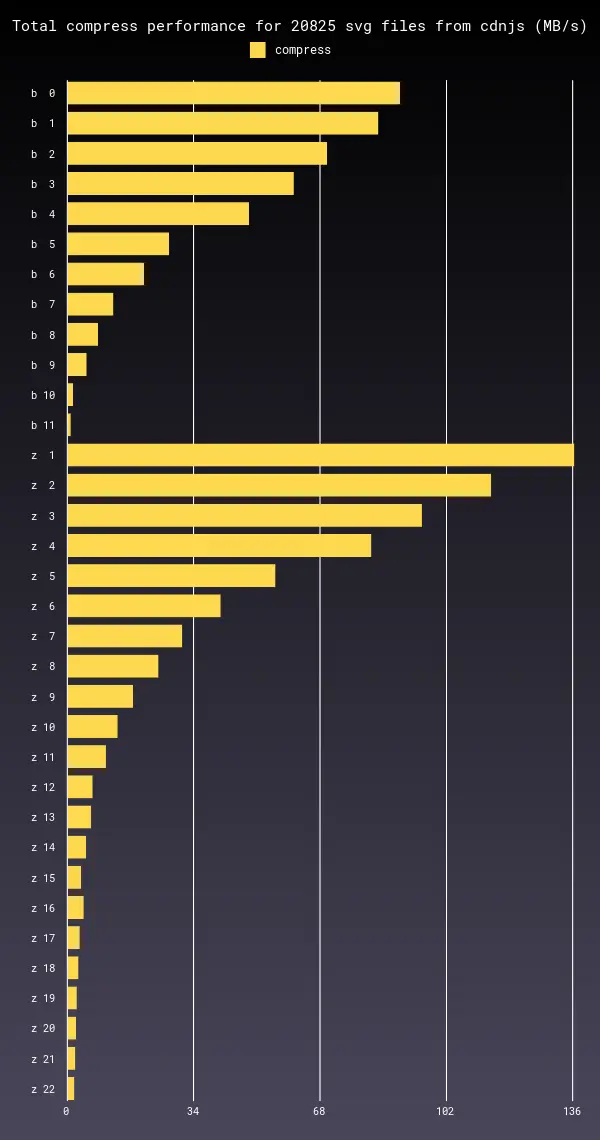 Total compress performance for 20825 svg files from cdnjs (MB/s)
compress
b 0
b 1
b 2
b 3
b 4
b 5
b 6
b 7
b 8
b 9
b 10
b 11
z 1
z 2
z 3
z 4
z 5
z 6
z 7
z 8
z 9
z 10
z 11
z 12
z 13
z 14
z 15
z 16
z 17
z 18
z 19
z 20
z 21
z 22
0 34 68 102 136